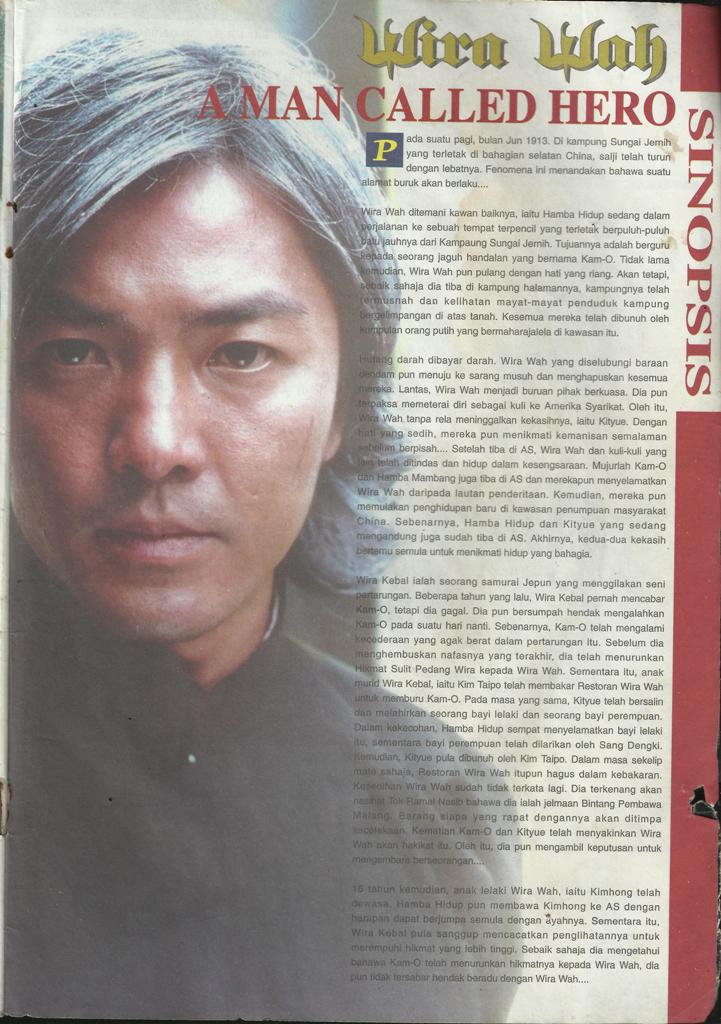 Wira Wah
A MAN CALLED HERO
SINOPSIS
Pada suatu pagi, bulan Jun 1913. Di kampung Sungai Jernih
yang terletak di bahagian selatan China, salji telah turun
dengan lebatnya. Fenomena ini menandakan bahawa suatu
alamat buruk akan berlaku....
Wira Wah ditemani kawan baiknya, iaitu Hamba Hidup sedang dalam
perjalanan ke sebuah tempat terpencil yang terletak berpuluh-puluh
batu jauhnya dari Kampaung Sungai Jernih. Tujuannya adalah berguru
kepada seorang jaguh handalan yang bernama Kam-O. Tidak lama
kemudian, Wira Wah pun pulang dengan hati yang riang. Akan tetapi,
sebaik sahaja dia tiba di kampung halamannya, kampungnya telah
termusnah dan kelihatan mayat-mayat penduduk kampung
bergelimpangan di atas tanah. Kesemua mereka telah dibunuh oleh
kumpulan orang putih yang bermaharajalela di kawasan itu.
Hutang darah dibayar darah. Wira Wah yang diselubungi baraan
dendam pun menuju ke sarang musuh dan menghapuskan kesemua
mereka. Lantas, Wira Wah menjadi buruan pihak berkuasa. Dia pun
terpaksa memeterai diri sebagai kuli ke Amerika Syarikat. Oleh itu,
Wira Wah tanpa rela meninggalkan kekasihnya, iaitu Kityue. Dengan
hati yang sedih, mereka pun menikmati kemanisan semalaman
sebelum berpisah.... Setelah tiba di AS, Wira Wah dan kuli-kuli yang
lain telah ditindas dan hidup dalam kesengsaraan. Mujurlah Kam-O
dan Hamba Mambang juga tiba di AS dan merekapun menyelamatkan
Wira Wah daripada lautan penderitaan. Kemudian, mereka pun
memulakan penghidupan baru di kawasan penumpuan masyarakat
China. Sebenarnya, Hamba Hidup dan Kityue yang sedang
mengandung juga sudah tiba di AS. Akhirnya, kedua-dua kekasih
bertemu semula untuk menikmati hidup yang bahagia.
Wira Kebal ialah seorang samurai Jepun yang menggilakan seni
pertarungan. Beberapa tahun yang lalu, Wira Kebal pernah mencabar
Kam-O, tetapi dia gagal. Dia pun bersumpah hendak mengalahkan
Kam-O pada suatu hari nanti. Sebenarnya, Kam-O telah mengalami
kecederaan yang agak berat dalam pertarungan itu. Sebelum dia
menghembuskan nafasnya yang terakhir, dia telah menurunkan
Hikmat Sulit Pedang Wira kepada Wira Wah. Sementara itu, anak
murid Wira Kebal, iaitu Kim Taipo telah membakar Restoran Wira Wah
untuk memburu Kam-O. Pada masa yang sama, Kityue telah bersalin
dan melahirkan seorang bayi lelaki dan seorang bayi perempuan.
Dalam kekecohan, Hamba Hidup sempat menyelamatkan bayi lelaki
itu, sementara bayi perempuan telah dilarikan oleh Sang Dengki.
Kemudian, Kityue pula dibunuh oleh Kim Taipo. Dalam masa sekelip
mata sahaja, Restoran Wira Wah itupun hagus dalam kebakaran.
Kesedihan Wira Wah sudah tidak terkata lagi. Dia terkenang akan
nasihat Tok Ramal Nasib bahawa dia ialah jelmaan Bintang Pembawa
Malang. Barang siapa yang rapat dengannya akan ditimpa
kecelakaan. Kematian Kam-O dan Kityue telah menyakinkan Wira
Wah akan hakikat itu. Oleh itu, dia pun mengambil keputusan untuk
mengembara berseorangan....
16 tahun kemudian, anak lelaki Wira Wah, iaitu Kimhong telah
dewasa. Hamba Hidup pun membawa Kimhong ke AS dengan
harapan dapat berjumpa semula dengan ayahnya. Sementara itu,
Wira Kebal pula sanggup mencacatkan penglihatannya untuk
merempuhi hikmat yang lebih tinggi. Sebaik sahaja dia mengetahui
bahawa Kam-O telah menurunkan hikmatnya kepada Wira Wah, dia
pun tidak tersabar hendak beradu dengan Wira Wah....